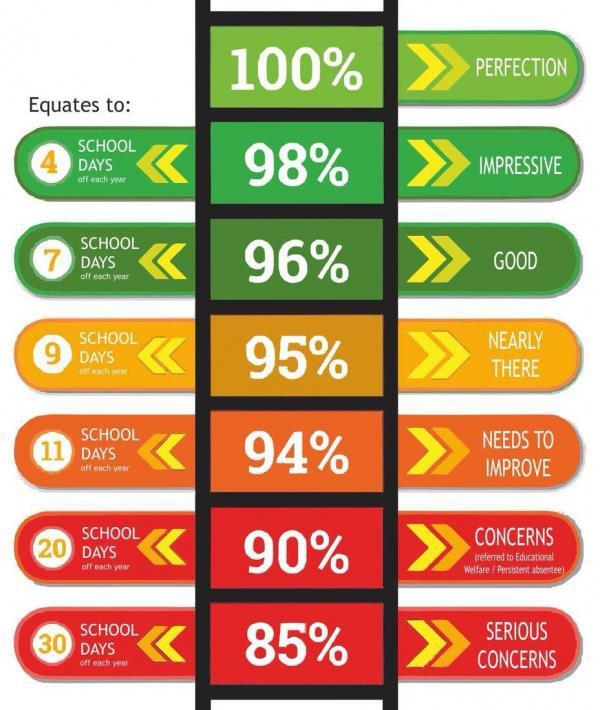 100%
PERFECTION
Equates to:
4
SCHOOL
DAYS
off each year
98%
IMPRESSIVE
7
SCHOOL
DAYS
off each year
96%
GOOD
9
SCHOOL
DAYS
off each year
95%
NEARLY
THERE
11
SCHOOL
DAYS
off each year
94%
NEEDS TO
IMPROVE
20
SCHOOL
DAYS
off each year
90%
CONCERNS
(referred to Educational
Welfare / Persistent absentee)
30
SCHOOL
DAYS
off each year
85%
SERIOUS
CONCERNS